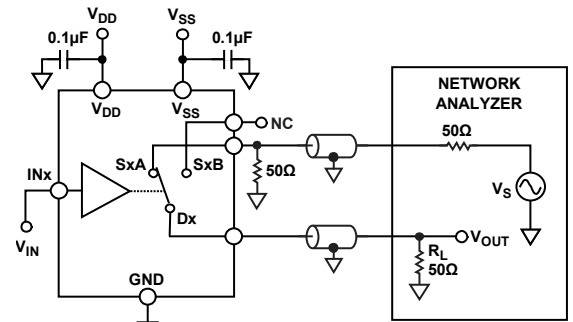 VDD
VSS
0.1µF
0.1µF
VDD
VSS
NC
NETWORK
ANALYZER
50Ω
SxA
SxB
50Ω
INx
VS
Dx
VOUT
VIN
RL
50Ω
GND